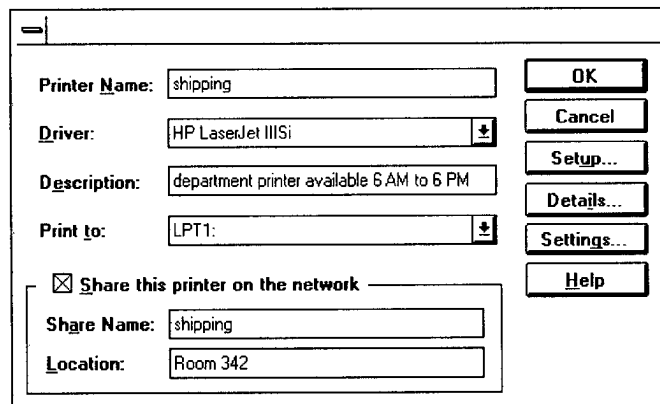 Printer Name: shipping
Driver: HP LaserJet IIISi
Description: department printer available 6 AM to 6 PM
Print to: LPT1:
Share this printer on the network
Share Name: shipping
Location: Room 342
OK
Cancel
Setup...
Details...
Settings...
Help